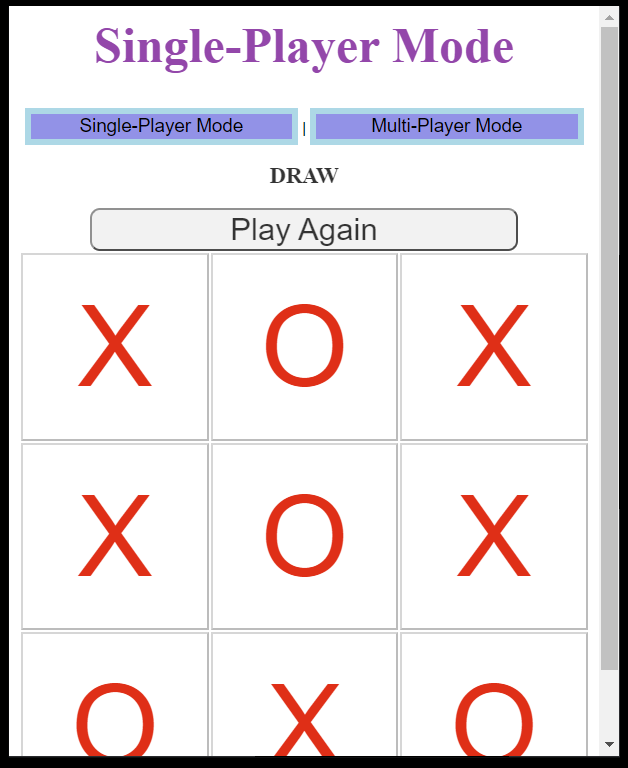 Single-Player Mode
Single-Player Mode | Multi-Player Mode
DRAW
Play Again
X O X
X O X
O X O